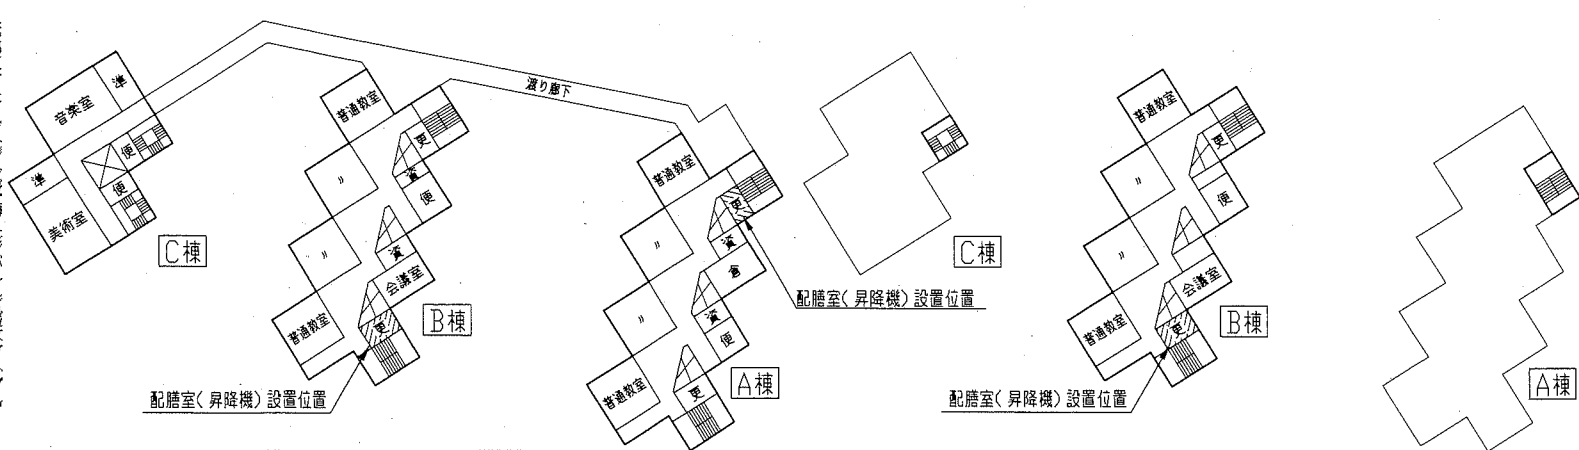 準
音楽室
便
準
便
美術室
C棟
渡り廊下
普通教室
更
〃
資
便
〃
資
会議室
普通教室
更
B棟
配膳室(昇降機)設置位置
普通教室
更
〃
資
倉
〃
資
便
普通教室
更
A棟
配膳室(昇降機)設置位置
C棟
普通教室
更
〃
便
〃
会議室
普通教室
更
B棟
配膳室(昇降機)設置位置
A棟